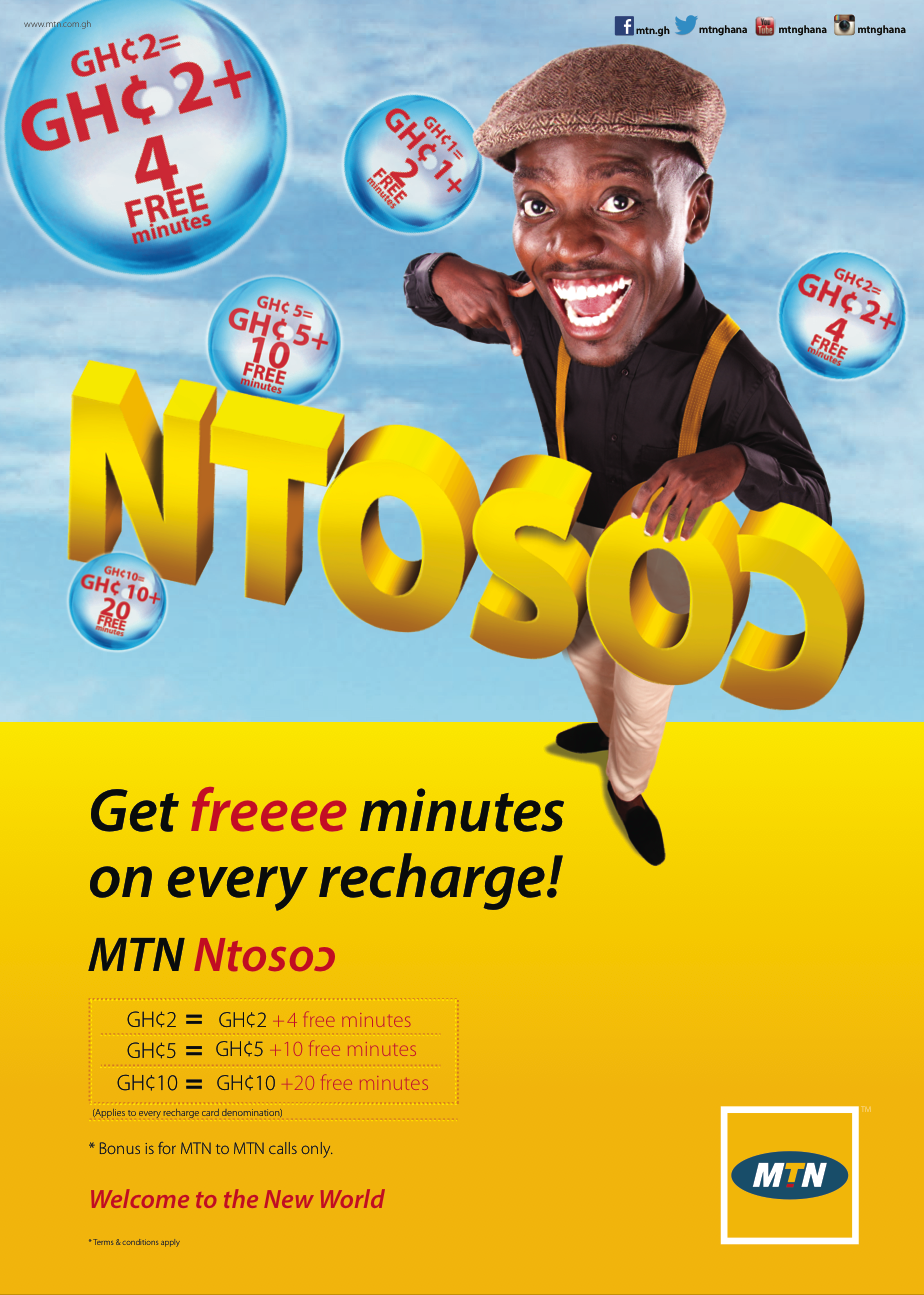 www.mtn.com.gh
mtn.gh mtnghana You Tube mtnghana mtnghana
GH¢2=
GH¢ 2+
4
FREE
minutes
GH¢1=
GH¢ 1+
2
FREE
minutes
GH¢2=
GH¢ 2+
4
FREE
minutes
GH¢ 5=
GH¢ 5+
10
FREE
minutes
NTOSOƆ
GH¢10=
GH¢ 10+
20
FREE
minutes
Get freeee minutes
on every recharge!
MTN Ntosoɔ
GH¢2 = GH¢2 +4 free minutes
GH¢5 = GH¢5 +10 free minutes
GH¢10 = GH¢10 +20 free minutes
(Applies to every recharge card denomination)
* Bonus is for MTN to MTN calls only.
Welcome to the New World
* Terms & conditions apply
TM
MTN